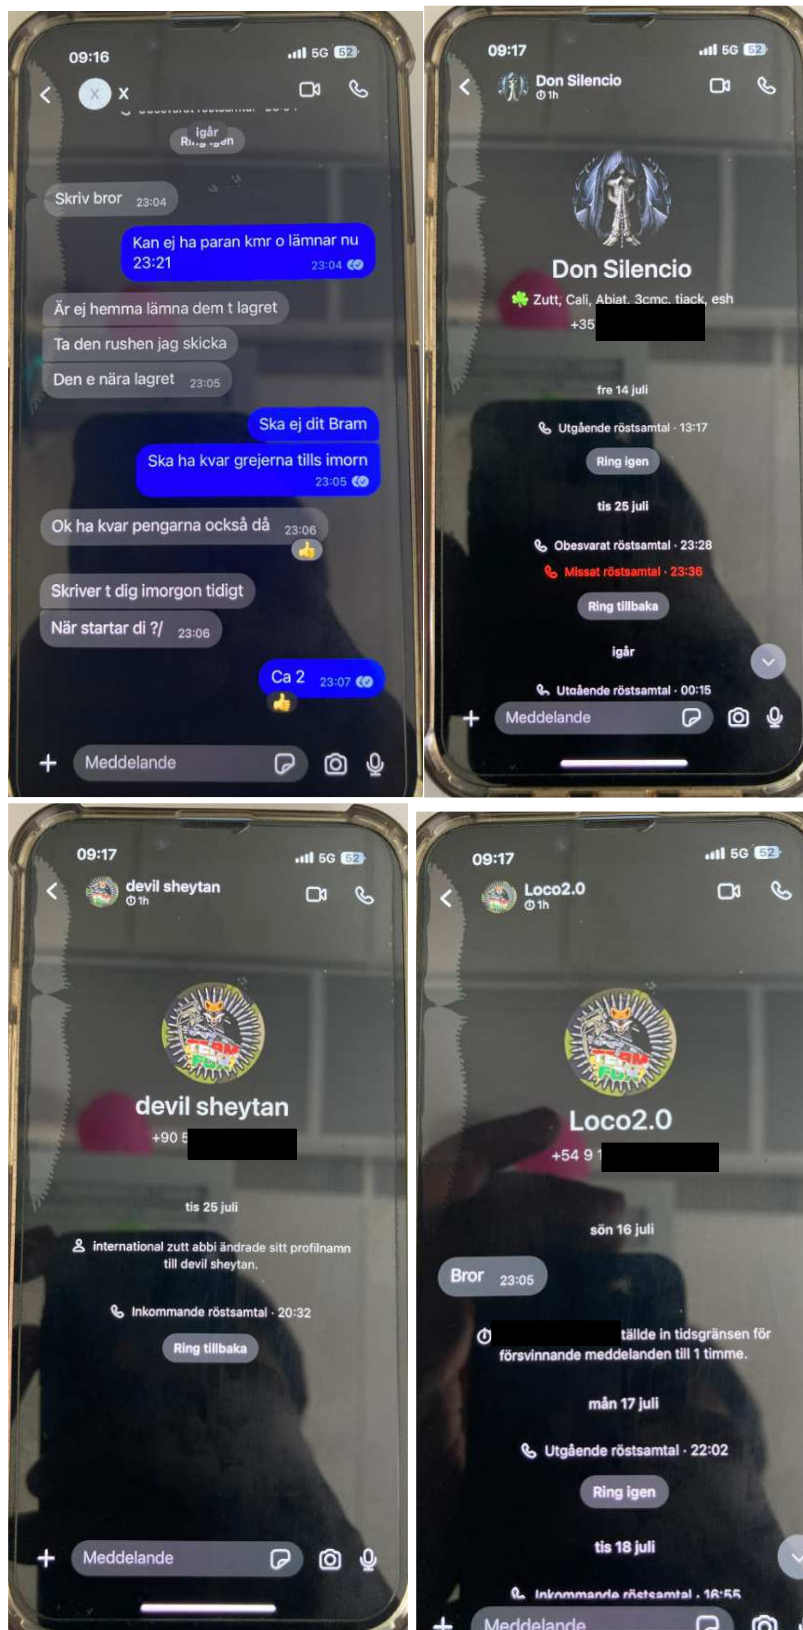 09:16
5G 52
X X
igår
Ring igen
Skriv bror 23:04
Kan ej ha paran kmr o lämnar nu
23:21 23:04
Är ej hemma lämna dem t lagret
Ta den rushen jag skicka
Den e nära lagret 23:05
Ska ej dit Bram
Ska ha kvar grejerna tills imorn
23:05
Ok ha kvar pengarna också då 23:06
Skriver t dig imorgon tidigt
När startar di ?/ 23:06
Ca 2 23:07
Meddelande
09:17
5G 52
Don Silencio
1h
Don Silencio
Zutt, Cali, Abiat, 3cmc, tjack, esh
+35
fre 14 juli
Utgående röstsamtal · 13:17
Ring igen
tis 25 juli
Obesvarat röstsamtal · 23:28
Missat röstsamtal · 23:36
Ring tillbaka
igår
Utgående röstsamtal · 00:15
Meddelande
09:17
5G 52
devil sheytan
1h
TEAM
FUX
devil sheytan
+90 5
tis 25 juli
international zutt abbi ändrade sitt profilnamn
till devil sheytan.
Inkommande röstsamtal · 20:32
Ring tillbaka
Meddelande
09:17
5G 52
Loco2.0
1h
TEAM
FUX
Loco2.0
+54 9 1
sön 16 juli
Bror 23:05
tällde in tidsgränsen för
försvinnande meddelanden till 1 timme.
mån 17 juli
Utgående röstsamtal · 22:02
Ring igen
tis 18 juli
Inkommande röstsamtal · 16:55
Meddelande